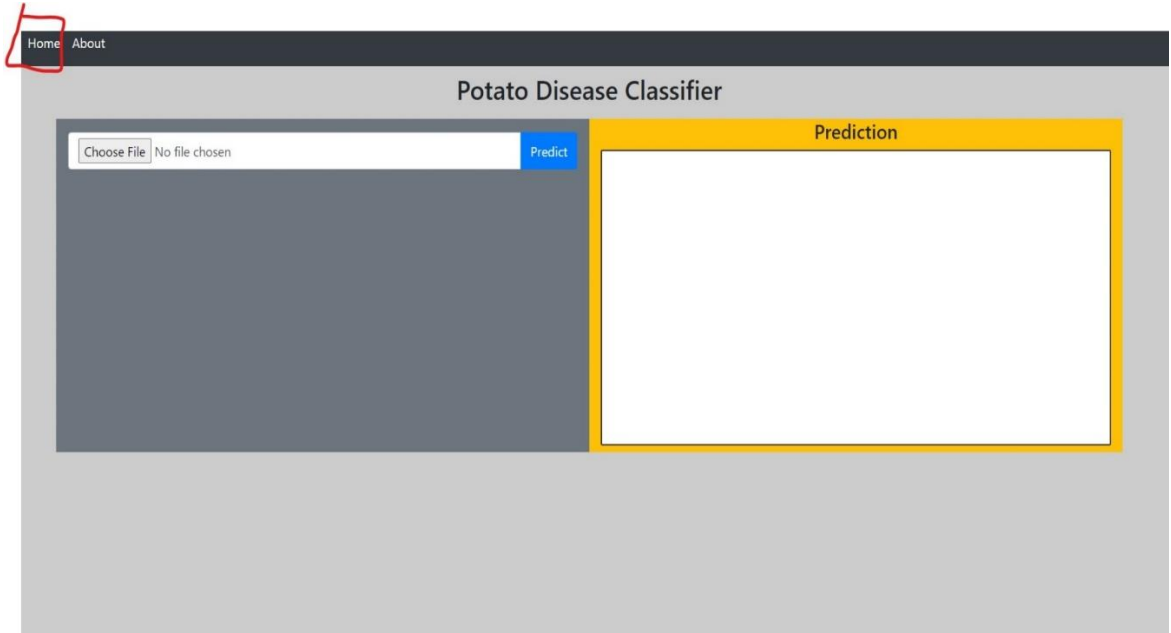 Home About
Potato Disease Classifier
Choose File No file chosen Predict
Prediction